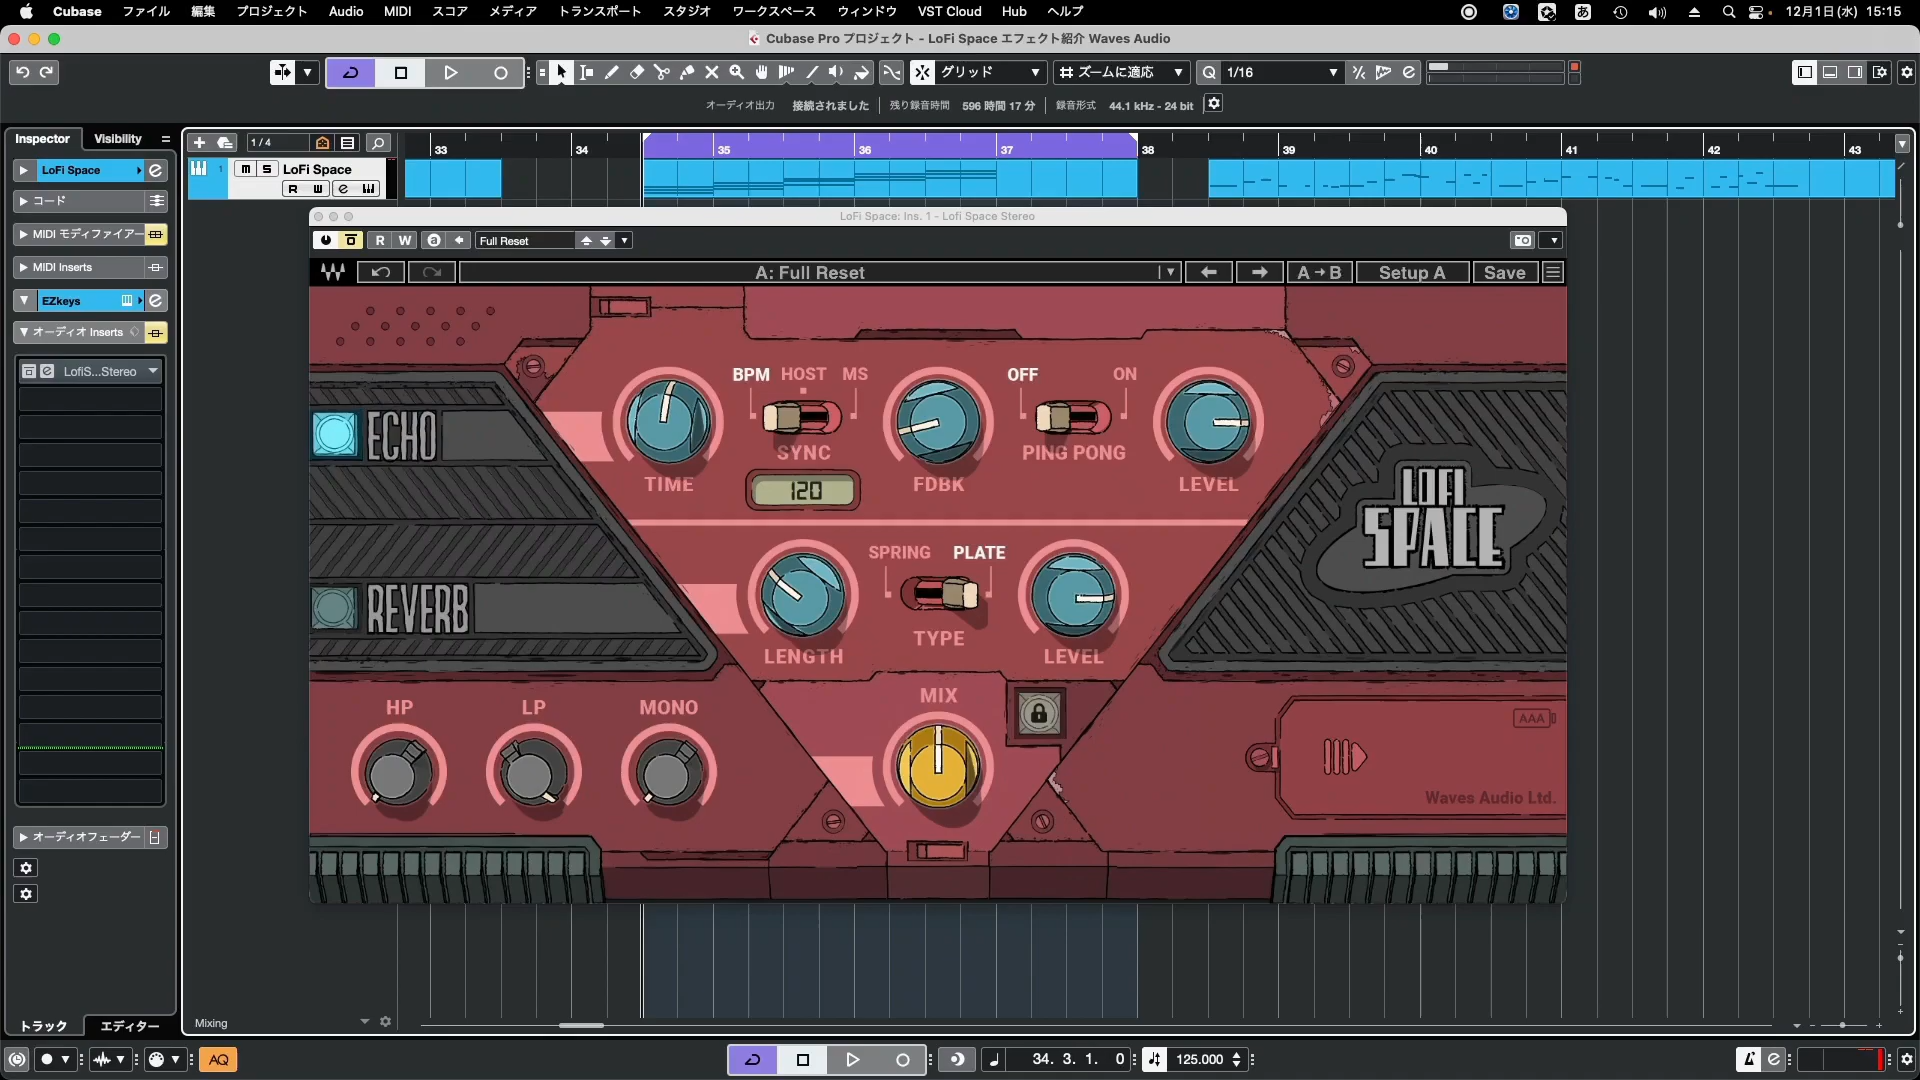 Cubase ファイル 編集 プロジェクト Audio MIDI スコア メディア トランスポート スタジオ ワークスペース ウィンドウ VST Cloud Hub ヘルプ あ 12月1日(水) 15:15
Cubase Pro プロジェクト - LoFi Space エフェクト紹介 Waves Audio
グリッド ズームに適応 Q 1/16
オーディオ出力 接続されました 残り録音時間 596 時間 17 分 録音形式 44.1 kHz - 24 bit
Inspector Visibility
1/4
33 34 35 36 37 38 39 40 41 42 43
LoFi Space
コード
MIDI モディファイアー
MIDI Inserts
EZkeys
オーディオ Inserts
LofiS...Stereo
オーディオフェーダー
トラック エディター
1 m S LoFi Space
R W e
LoFi Space: Ins. 1 - Lofi Space Stereo
R W a Full Reset
A: Full Reset A→B Setup A Save
BPM HOST MS
OFF ON
ECHO
SYNC
PING PONG
TIME
120
FDBK
LEVEL
LOFI
SPACE
SPRING PLATE
REVERB
TYPE
LENGTH
LEVEL
HP LP MONO
MIX
AAA
Waves Audio Ltd.
Mixing
AQ
34. 3. 1. 0
125.000